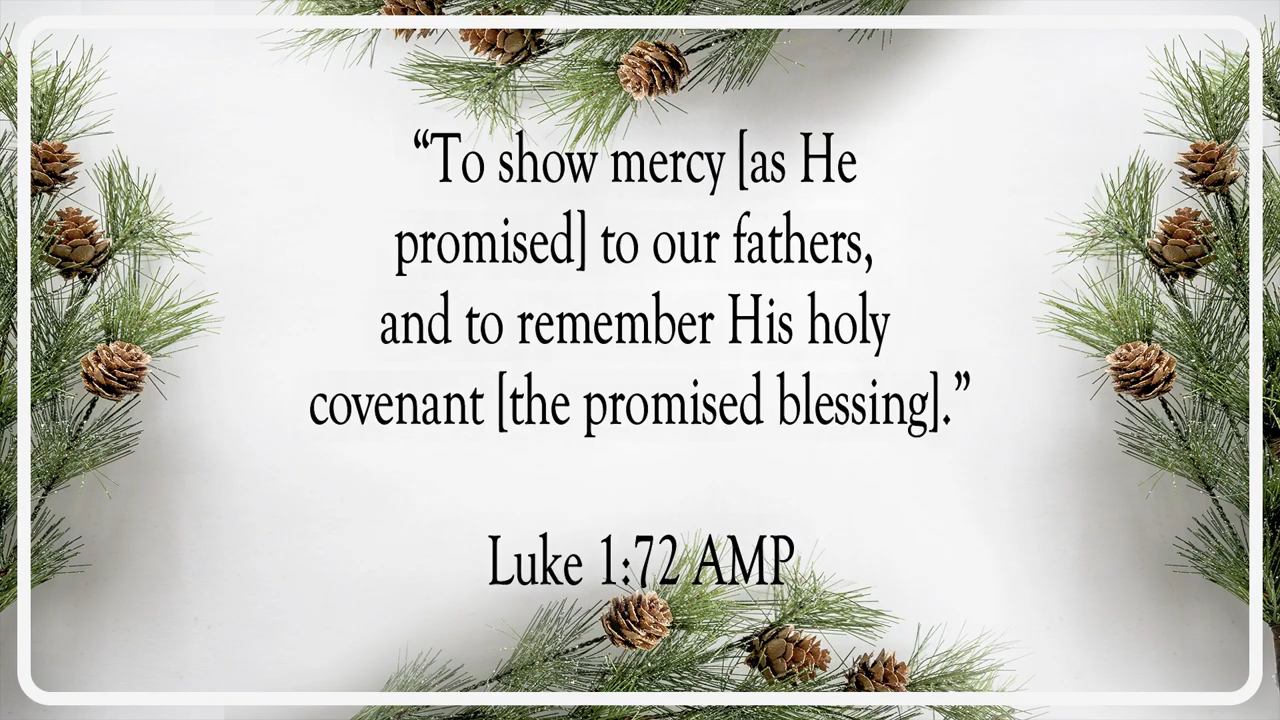 “To show mercy [as He
promised] to our fathers,
and to remember His holy
covenant [the promised blessing].”
Luke 1:72 AMP